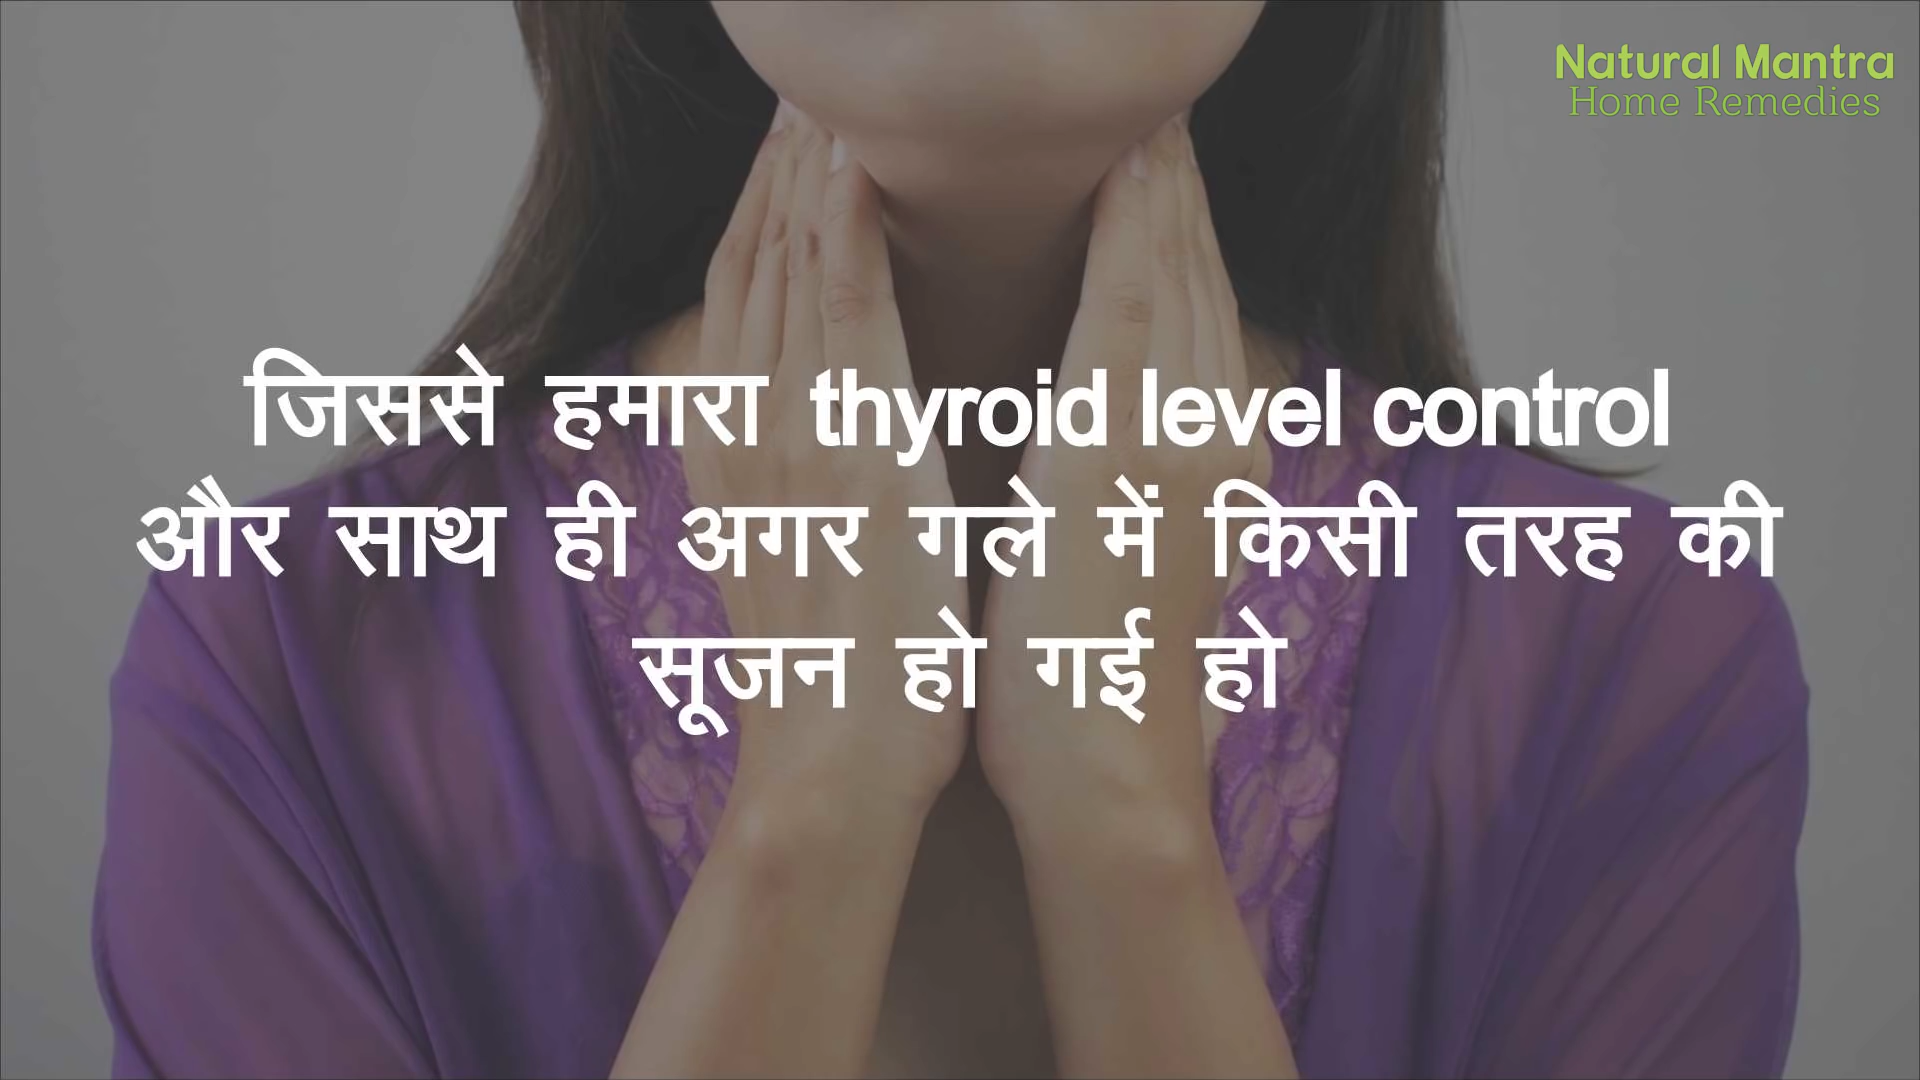 Natural Mantra
Home Remedies
जिससे हमारा thyroid level control
और साथ ही अगर गले में किसी तरह की
सूजन हो गई हो